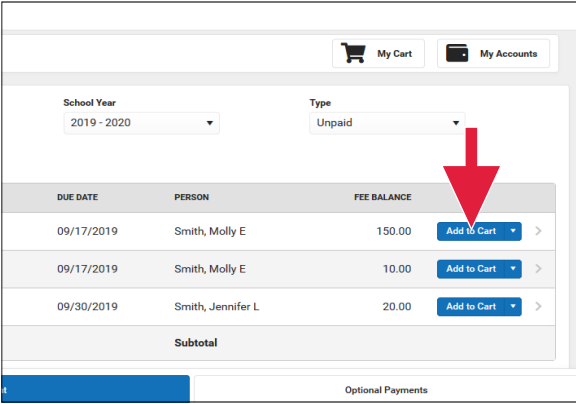 My Cart My Accounts
School Year Type
2019 - 2020 Unpaid
DUE DATE PERSON FEE BALANCE
09/17/2019 Smith, Molly E 150.00 Add to Cart
09/17/2019 Smith, Molly E 10.00 Add to Cart
09/30/2019 Smith, Jennifer L 20.00 Add to Cart
Subtotal
Optional Payments